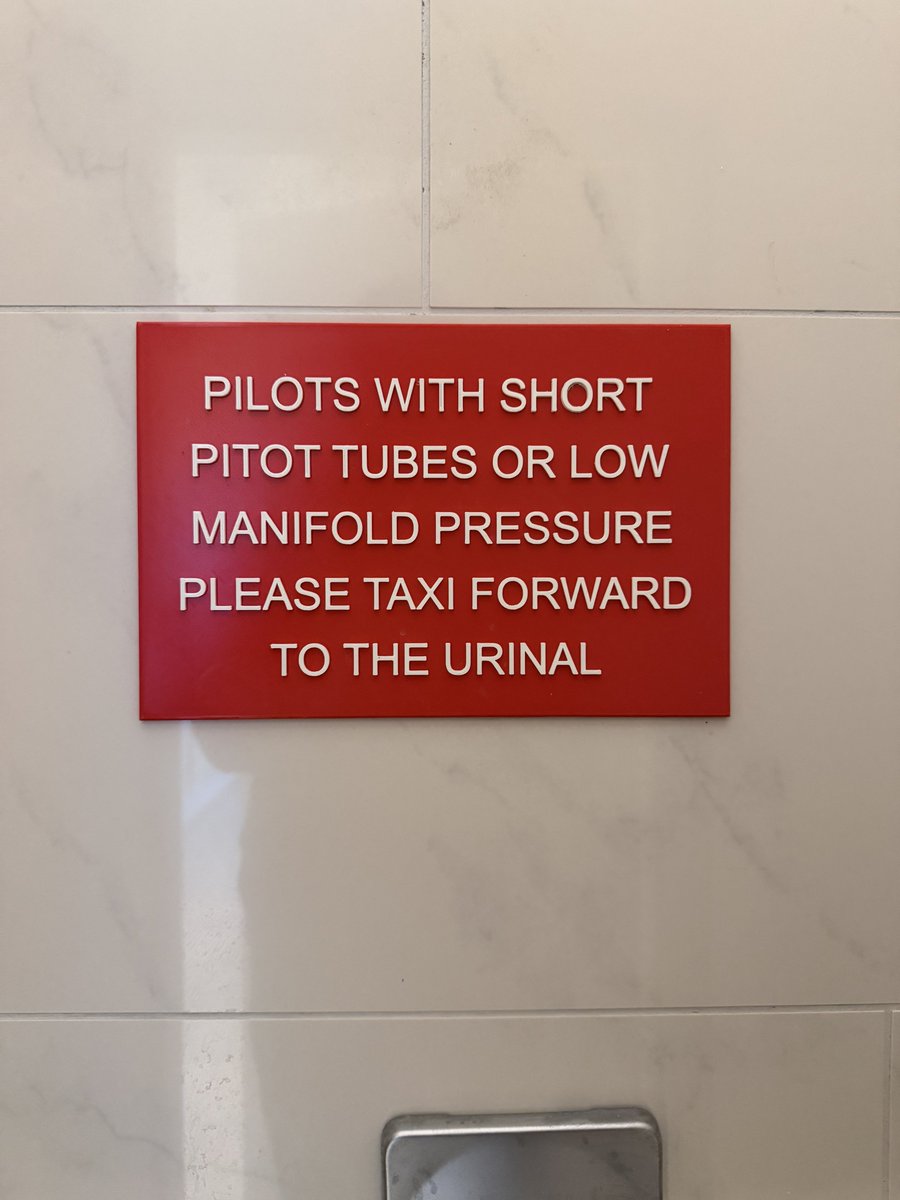 PILOTS WITH SHORT
PITOT TUBES OR LOW
MANIFOLD PRESSURE
PLEASE TAXI FORWARD
TO THE URINAL